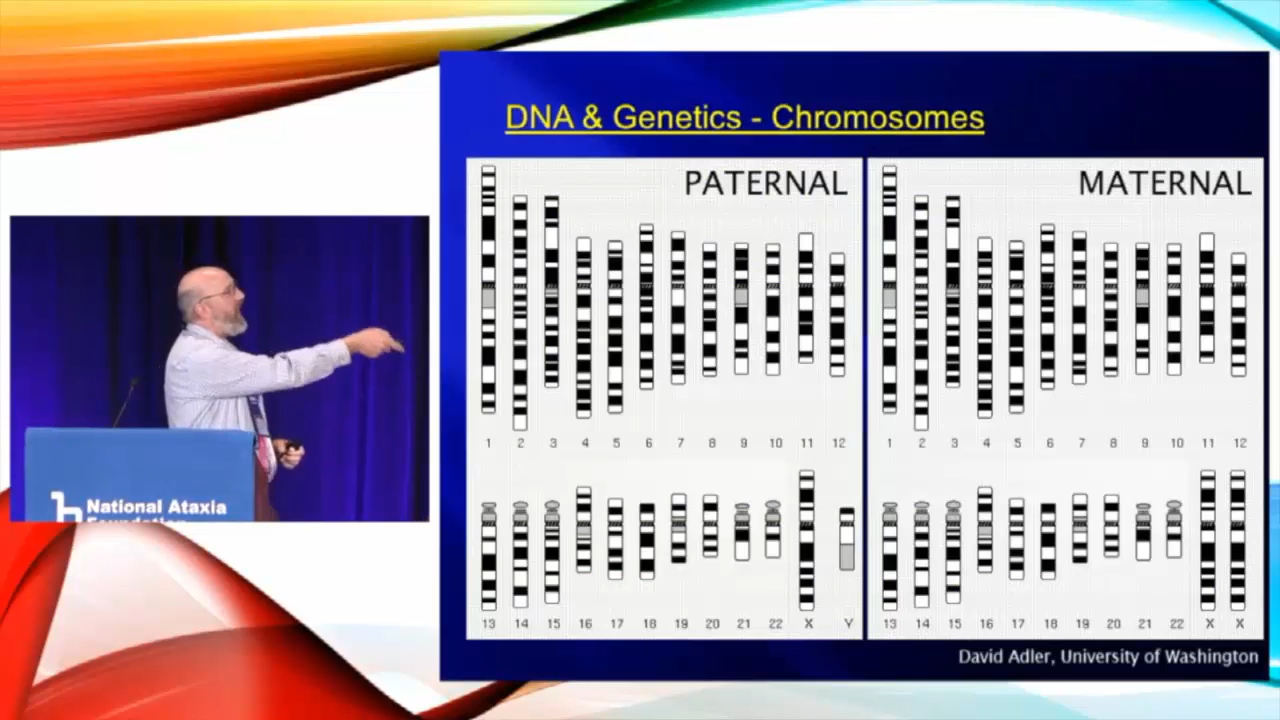 DNA & Genetics - Chromosomes
PATERNAL
1 2 3 4 5 6 7 8 9 10 11 12
13 14 15 16 17 18 19 20 21 22 X Y
MATERNAL
1 2 3 4 5 6 7 8 9 10 11 12
13 14 15 16 17 18 19 20 21 22 X X
David Adler, University of Washington
National Ataxia
Foundation